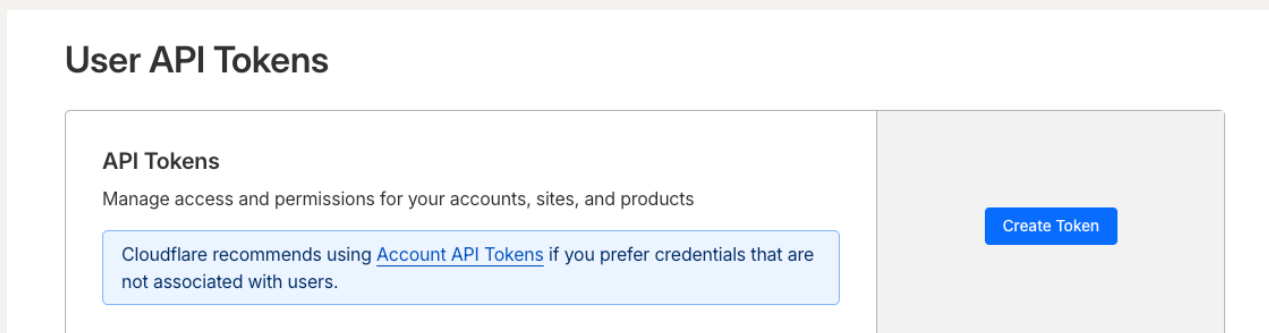 User API Tokens
API Tokens
Manage access and permissions for your accounts, sites, and products
Cloudflare recommends using Account API Tokens if you prefer credentials that are
not associated with users.
Create Token